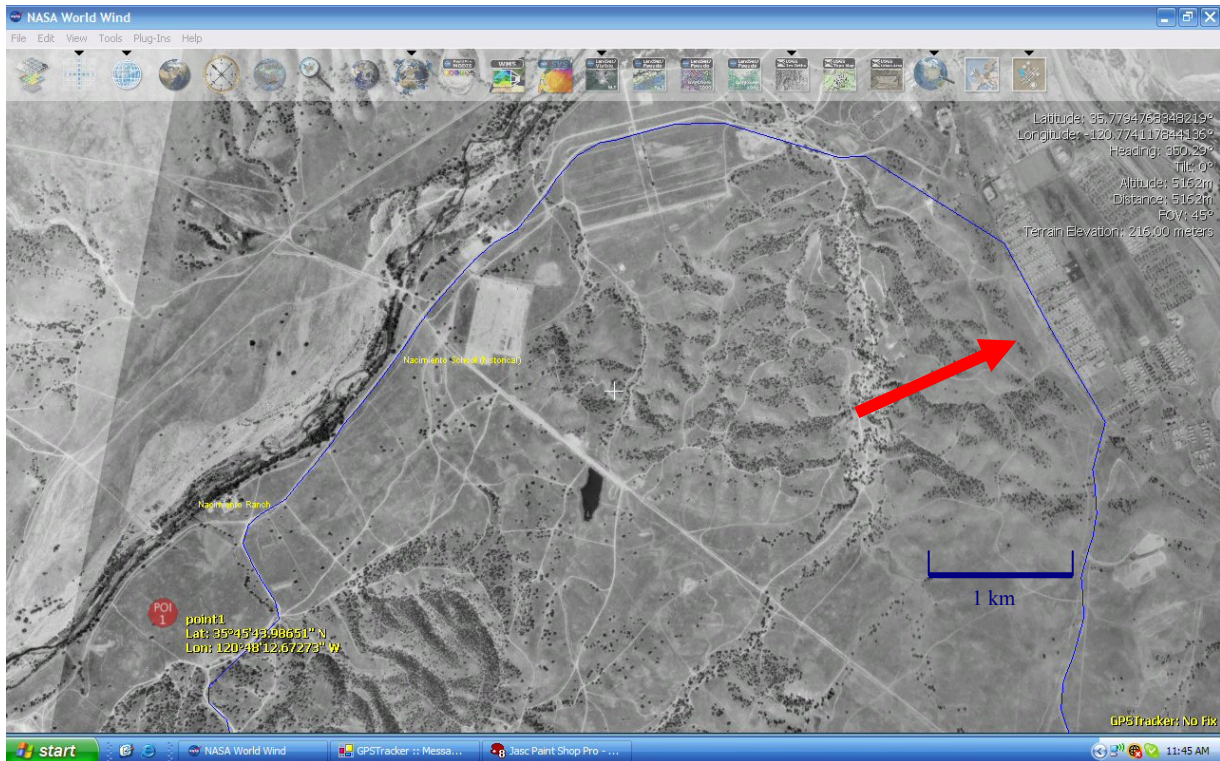 NASA World Wind
File Edit View Tools Plug-Ins Help
WMS
Latitude: 35.7794763348219°
Longitude: -120.774117844136°
Heading: 350.29°
Tilt: 0°
Altitude: 5162m
Distance: 5162m
FOV: 45°
Terrain Elevation: 216.00 meters
Nacimiento School (historical)
Nacimiento Ranch
1 km
POI
1
point1
Lat: 35°45'43.98651" N
Lon: 120°48'12.67273" W
GPSTracker: No Fix
start
NASA World Wind
GPSTracker :: Messa...
Jasc Paint Shop Pro - ...
11:45 AM